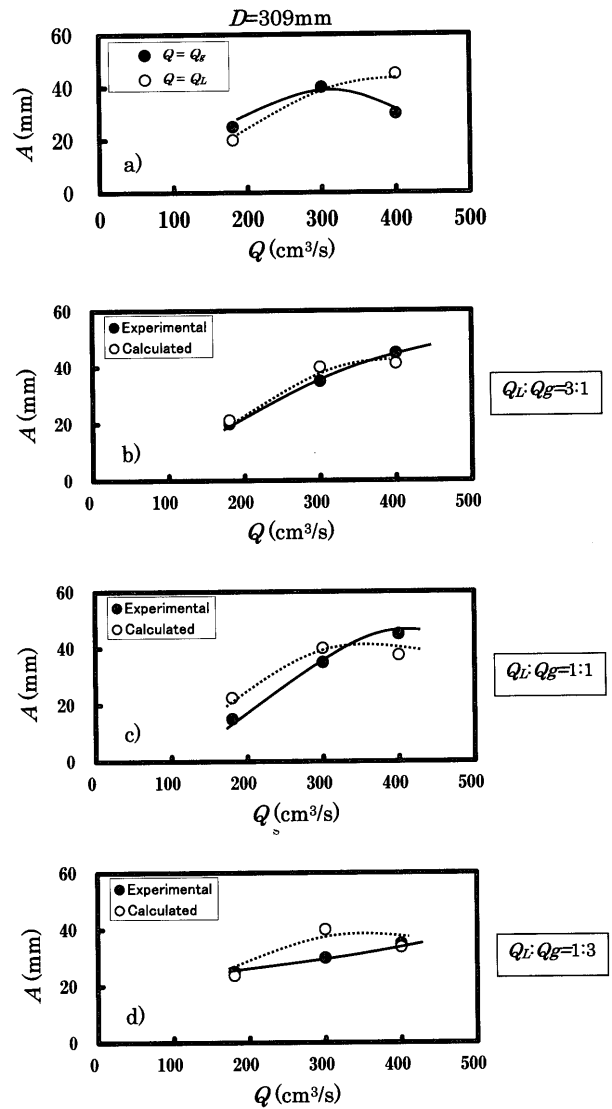 D=309mm
60
40
20
0
A (mm)
Q = Qg
Q = QL
a)
0 100 200 300 400 500
Q (cm³/s)
60
40
20
0
A (mm)
Experimental
Calculated
b)
0 100 200 300 400 500
Q (cm³/s)
QL:Qg=3:1
60
40
20
0
A (mm)
Experimental
Calculated
c)
0 100 200 300 400 500
Qs (cm³/s)
QL:Qg=1:1
60
40
20
0
A (mm)
Experimental
Calculated
d)
0 100 200 300 400 500
Q (cm³/s)
QL:Qg=1:3